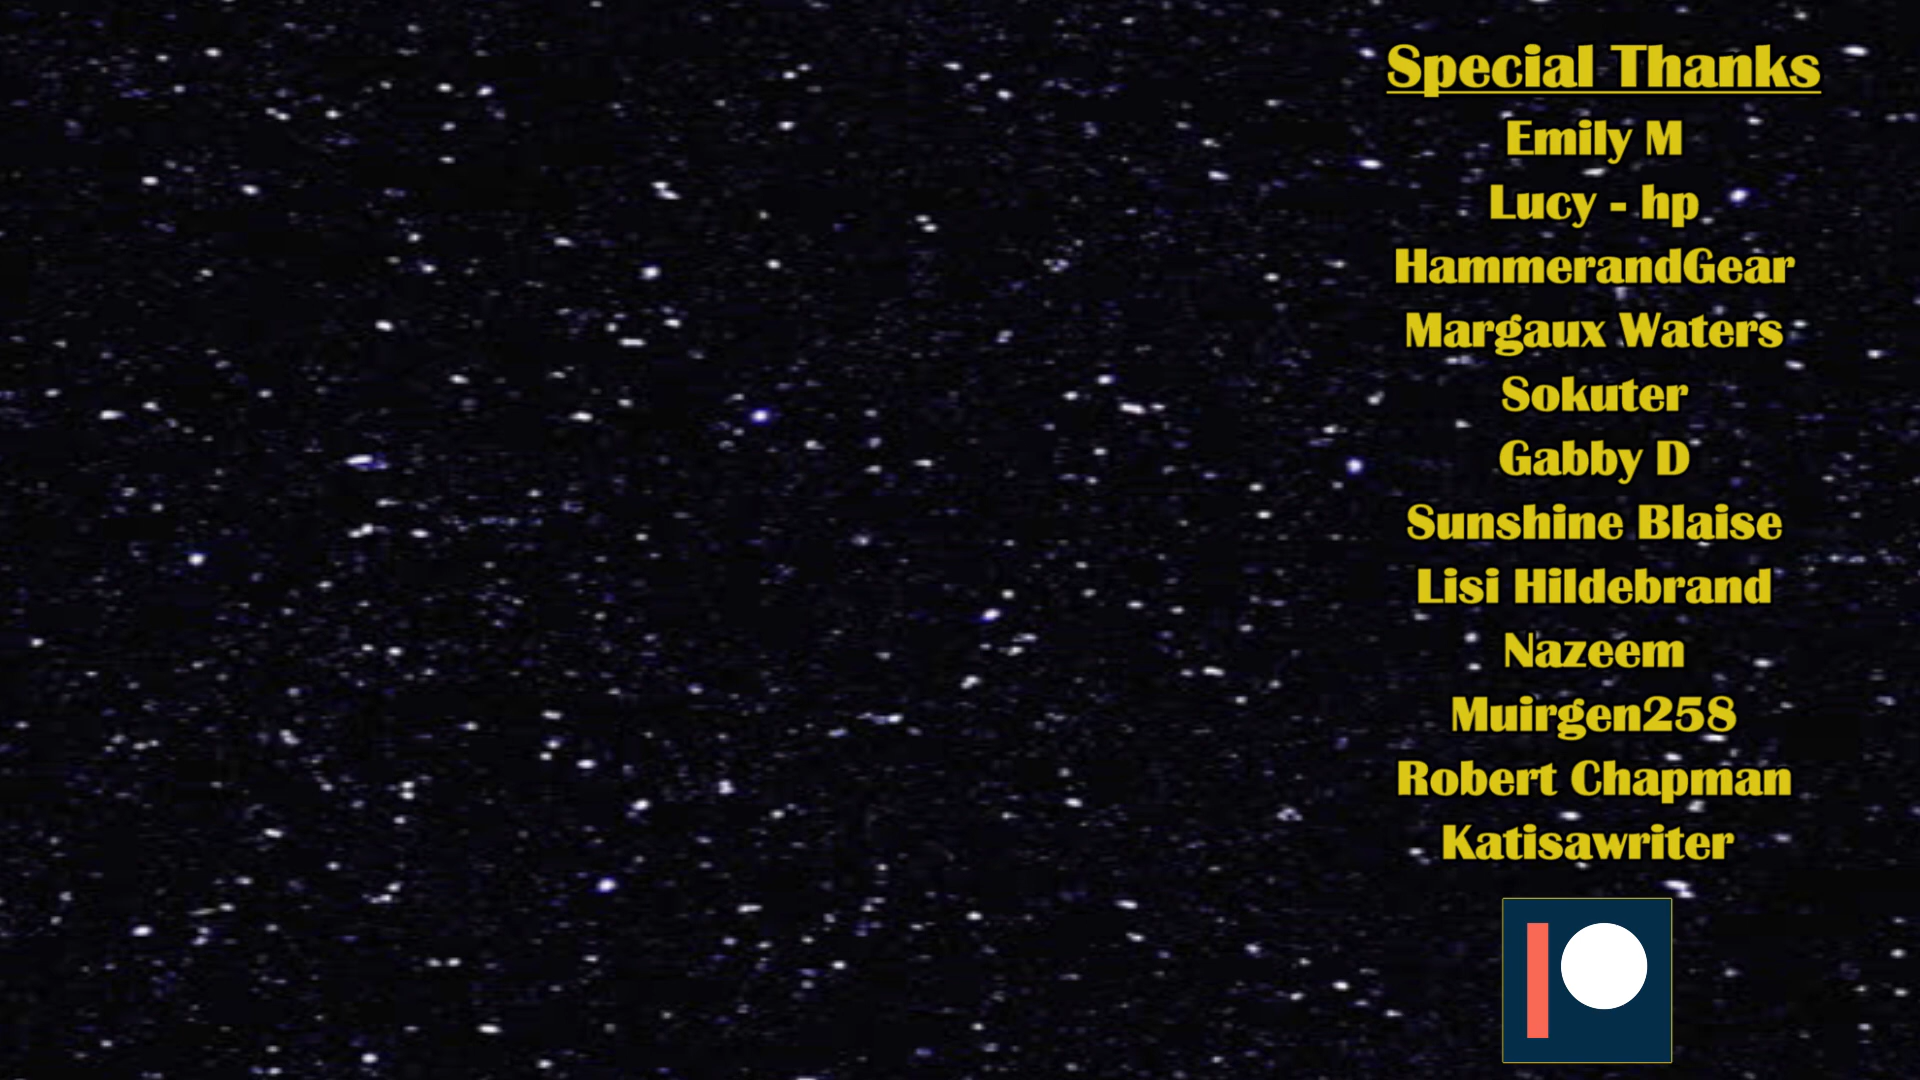 Special Thanks
Emily M
Lucy - hp
HammerandGear
Margaux Waters
Sokuter
Gabby D
Sunshine Blaise
Lisi Hildebrand
Nazeem
Muirgen258
Robert Chapman
Katisawriter